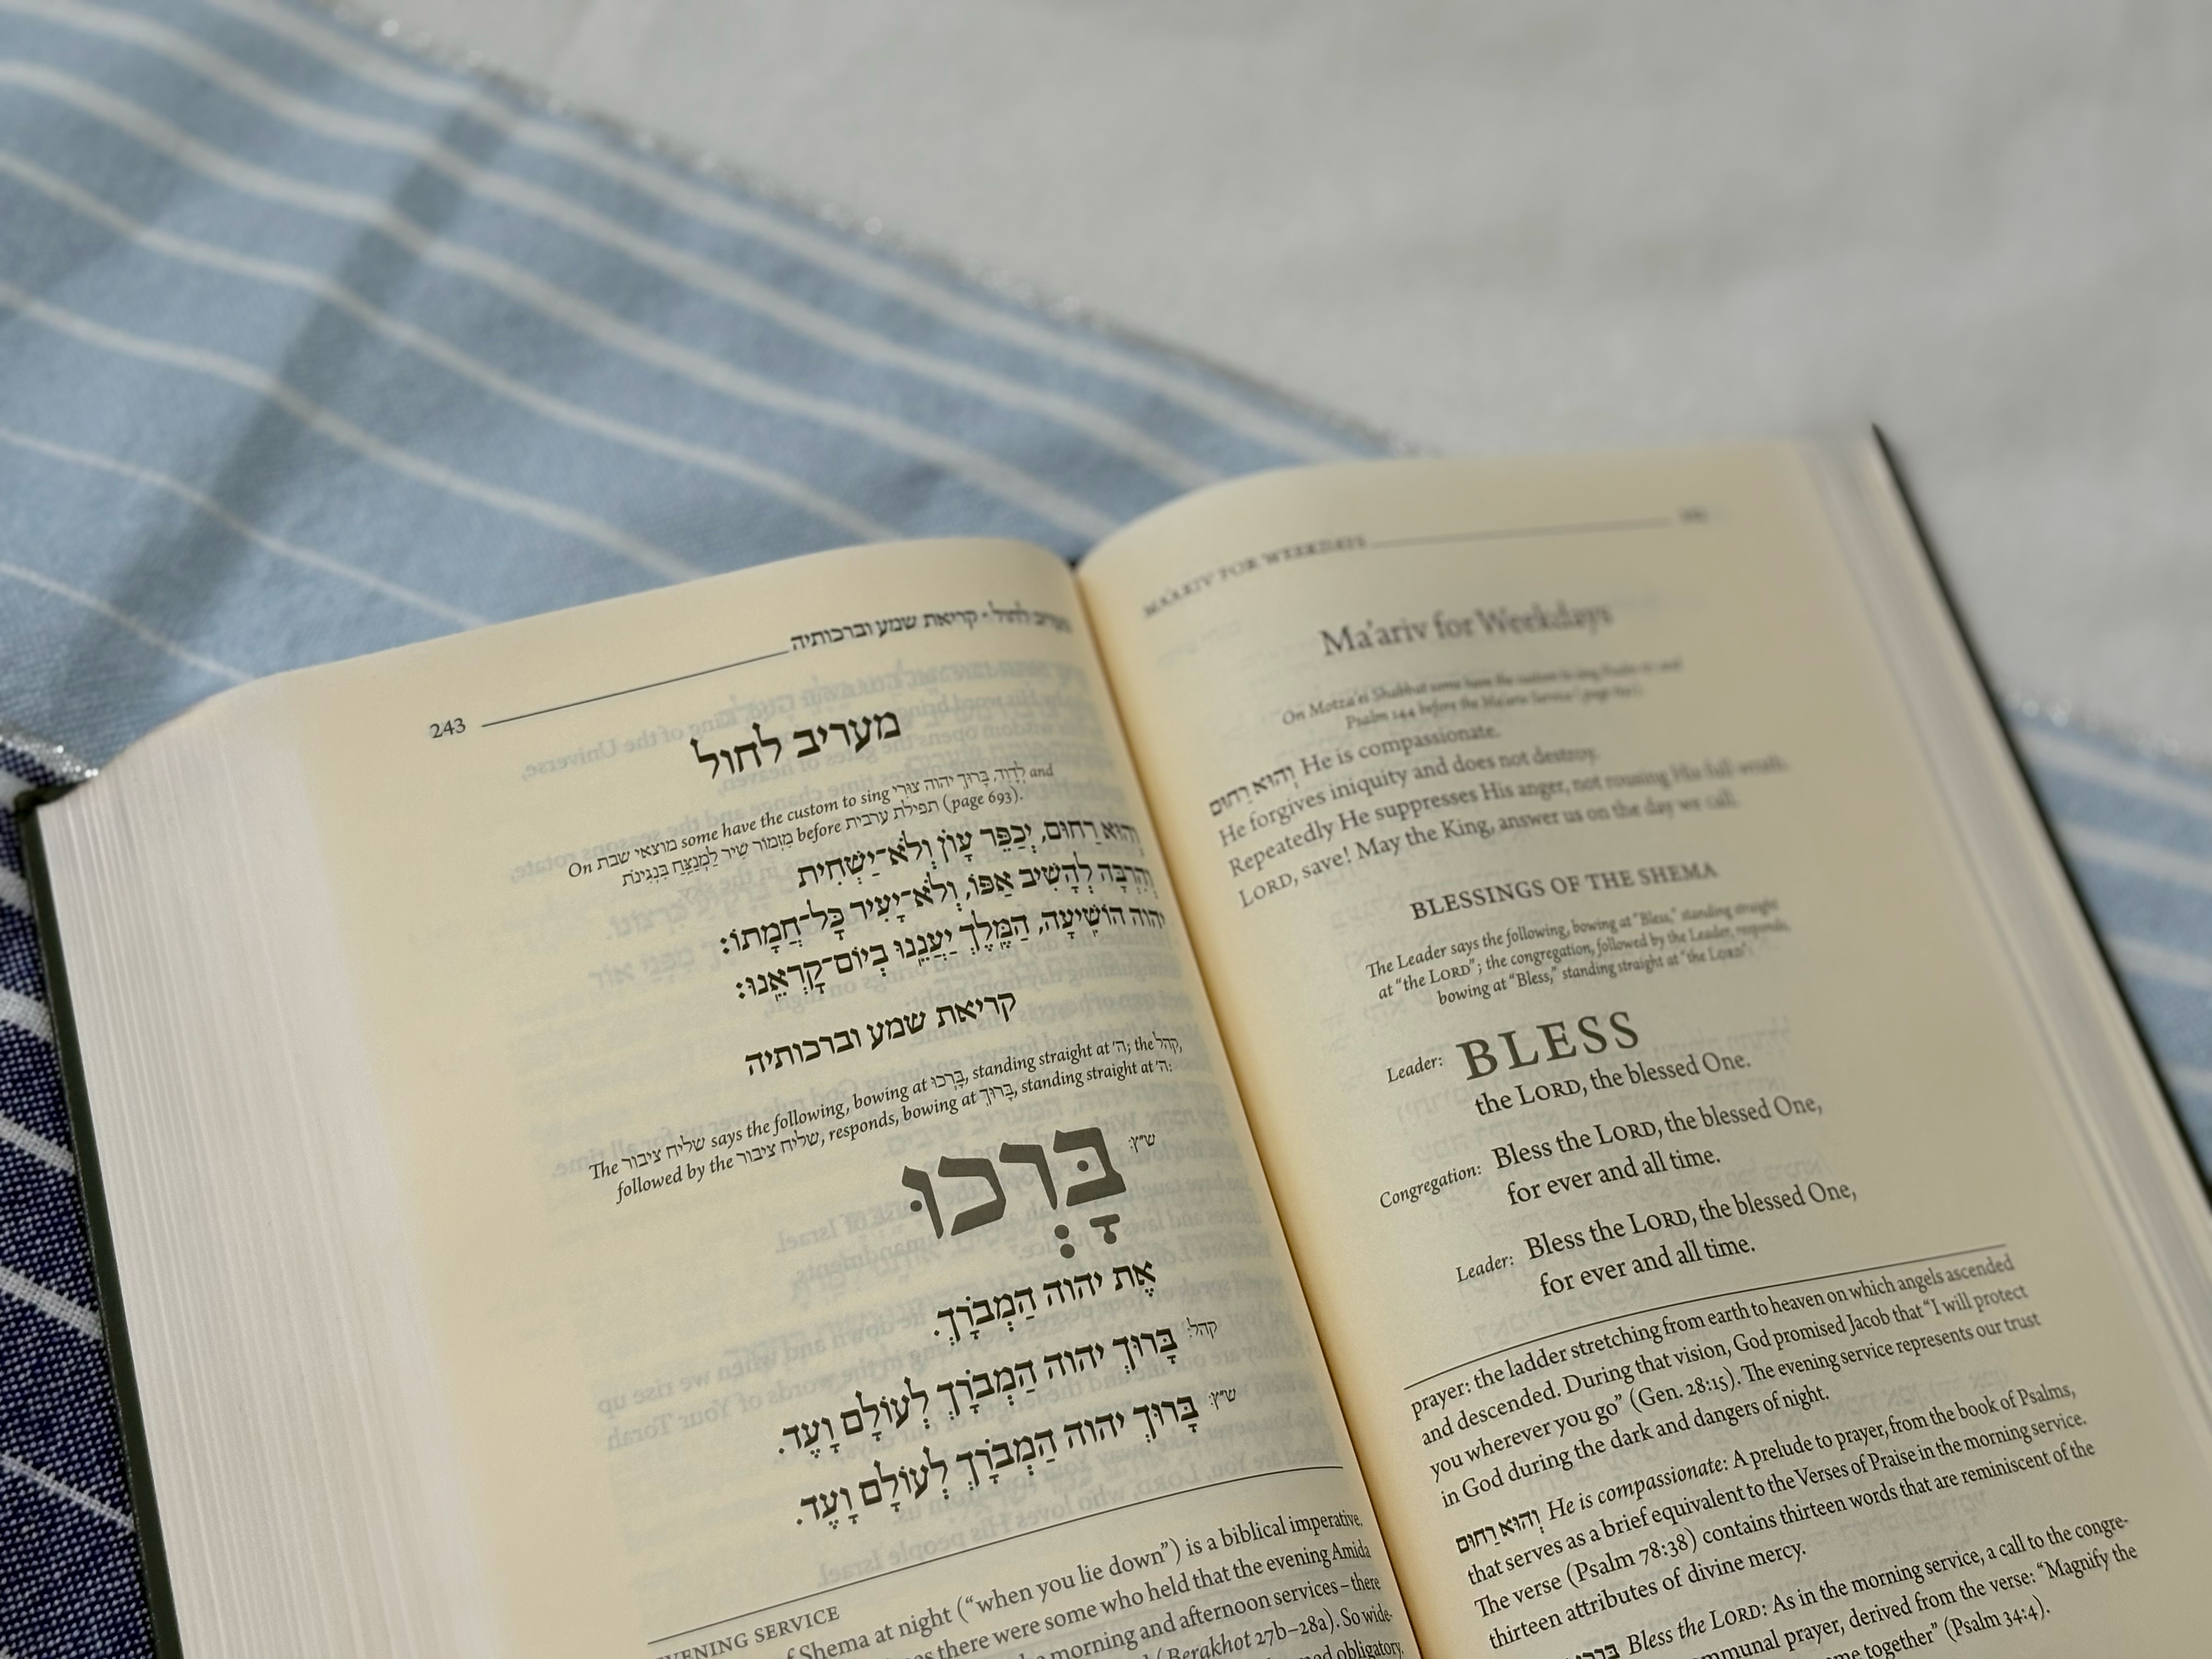 243
מעריב לחול • קריאת שמע וברכותיה
מעריב לחול
On מוצאי שבת some have the custom to sing לְדָוִד, בָּרוּךְ יהוה צוּרִי and
מִזְמוֹר שִׁיר לַמְנַצֵּחַ בִּנְגִינֹת before תפילת ערבית (page 693).
וְהוּא רַחוּם, יְכַפֵּר עָוֹן וְלֹא־יַשְׁחִית
וְהִרְבָּה לְהָשִׁיב אַפּוֹ, וְלֹא־יָעִיר כָּל־חֲמָתוֹ:
יהוה הוֹשִׁיעָה, הַמֶּלֶךְ יַעֲנֵנוּ בְיוֹם־קָרְאֵנוּ:
קריאת שמע וברכותיה
The שליח ציבור says the following, bowing at בָּרְכוּ, standing straight at ה'; the קהל,
followed by the שליח ציבור, responds, bowing at בָּרוּךְ, standing straight at ה':
ש״ץ: בָּרְכוּ
אֶת יהוה הַמְבֹרָךְ.
קהל: בָּרוּךְ יהוה הַמְבֹרָךְ לְעוֹלָם וָעֶד.
ש״ץ: בָּרוּךְ יהוה הַמְבֹרָךְ לְעוֹלָם וָעֶד.
EVENING SERVICE
of Shema at night (“when you lie down”) is a biblical imperative,
there were some who held that the evening Amida
morning and afternoon services – there
(Berakhot 27b–28a). So wide-
obligatory,
MA'ARIV FOR WEEKDAYS
Ma'ariv for Weekdays
On Motza'ei Shabbat some have the custom to sing Psalm and
Psalm 144 before the Ma'ariv Service (page
וְהוּא רַחוּם He is compassionate.
He forgives iniquity and does not destroy.
Repeatedly He suppresses His anger, not rousing His full wrath.
LORD, save! May the King, answer us on the day we call.
BLESSINGS OF THE SHEMA
The Leader says the following, bowing at “Bless,” standing straight
at “the LORD”; the congregation, followed by the Leader, responds,
bowing at “Bless,” standing straight at “the LORD”:
Leader: BLESS
the LORD, the blessed One.
Congregation: Bless the LORD, the blessed One,
for ever and all time.
Leader: Bless the LORD, the blessed One,
for ever and all time.
prayer: the ladder stretching from earth to heaven on which angels ascended
and descended. During that vision, God promised Jacob that “I will protect
you wherever you go” (Gen. 28:15). The evening service represents our trust
in God during the dark and dangers of night.
וְהוּא רַחוּם He is compassionate: A prelude to prayer, from the book of Psalms,
that serves as a brief equivalent to the Verses of Praise in the morning service.
The verse (Psalm 78:38) contains thirteen words that are reminiscent of the
thirteen attributes of divine mercy.
Bless the LORD: As in the morning service, a call to the congre-
communal prayer, derived from the verse: “Magnify the
together” (Psalm 34:4).